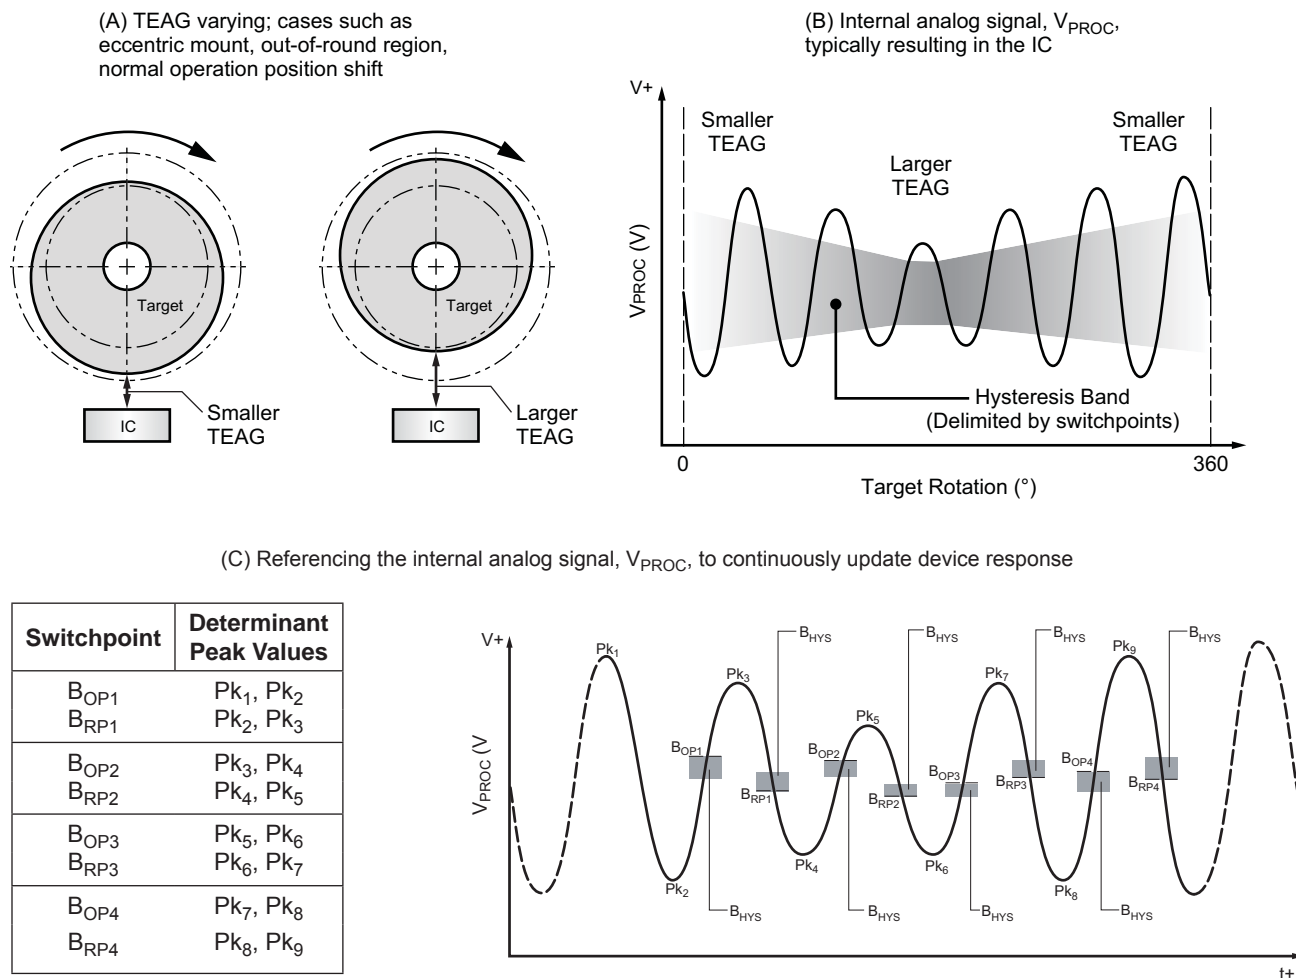 (A) TEAG varying; cases such as
eccentric mount, out-of-round region,
normal operation position shift
Target
IC
Smaller
TEAG
Target
IC
Larger
TEAG
(B) Internal analog signal, VPROC,
typically resulting in the IC
V+
VPROC (V)
Smaller
TEAG
Larger
TEAG
Smaller
TEAG
Hysteresis Band
(Delimited by switchpoints)
0
360
Target Rotation (°)
(C) Referencing the internal analog signal, VPROC, to continuously update device response
Switchpoint
Determinant
Peak Values
BOP1 Pk1, Pk2
BRP1 Pk2, Pk3
BOP2 Pk3, Pk4
BRP2 Pk4, Pk5
BOP3 Pk5, Pk6
BRP3 Pk6, Pk7
BOP4 Pk7, Pk8
BRP4 Pk8, Pk9
V+
VPROC (V
BHYS
BHYS
BHYS
BHYS
Pk1
Pk3
Pk5
Pk7
Pk9
BOP1
BRP1
BOP2
BRP2
BOP3
BRP3
BOP4
BRP4
Pk2
Pk4
Pk6
Pk8
BHYS
BHYS
BHYS
BHYS
t+